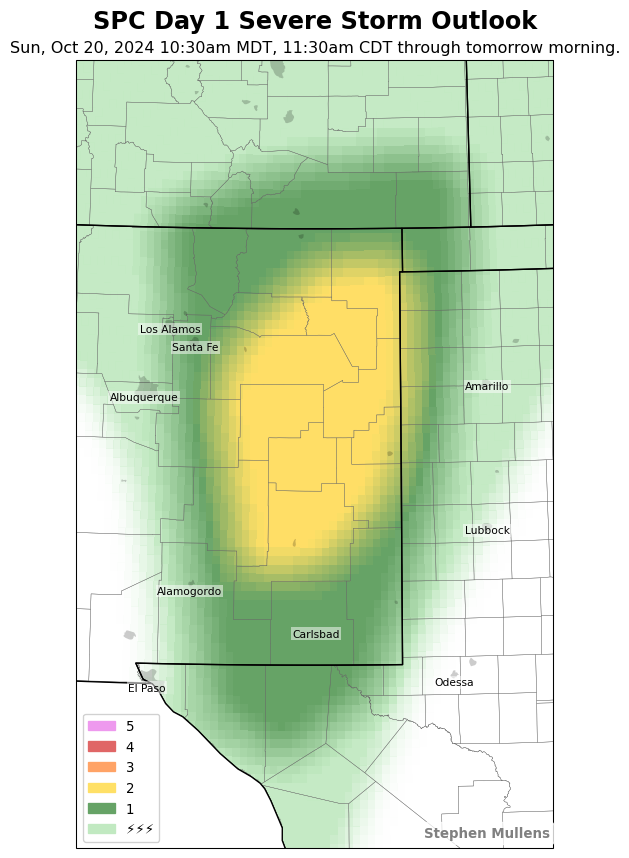 SPC Day 1 Severe Storm Outlook
Sun, Oct 20, 2024 10:30am MDT, 11:30am CDT through tomorrow morning.
Los Alamos
Santa Fe
Albuquerque
Amarillo
Lubbock
Alamogordo
Carlsbad
Odessa
El Paso
5
4
3
2
1
⚡⚡⚡
Stephen Mullens